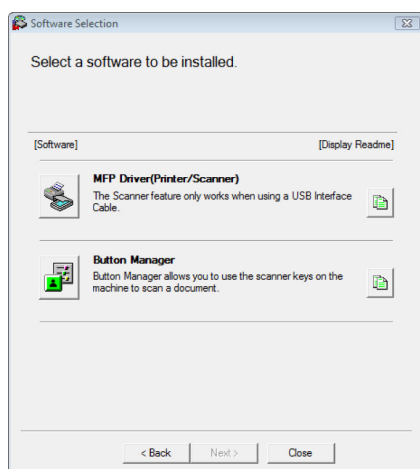 Software Selection
Select a software to be installed.
[Software] [Display Readme]
MFP Driver(Printer/Scanner)
The Scanner feature only works when using a USB Interface
Cable.
Button Manager
Button Manager allows you to use the scanner keys on the
machine to scan a document.
< Back Next > Close